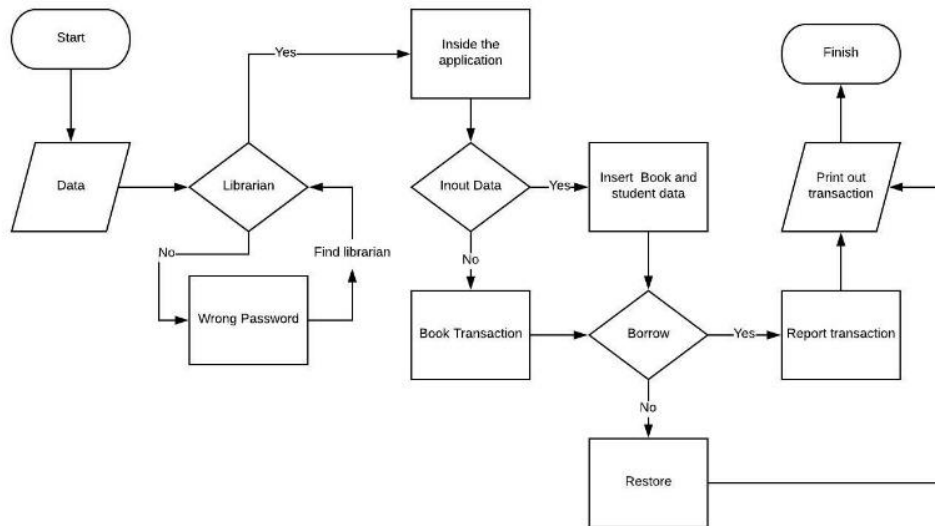 Start
Data
Librarian
Yes
No
Wrong Password
Find librarian
Inside the
application
Inout Data
Yes
No
Insert Book and
student data
Book Transaction
Borrow
Yes
No
Report transaction
Restore
Print out
transaction
Finish